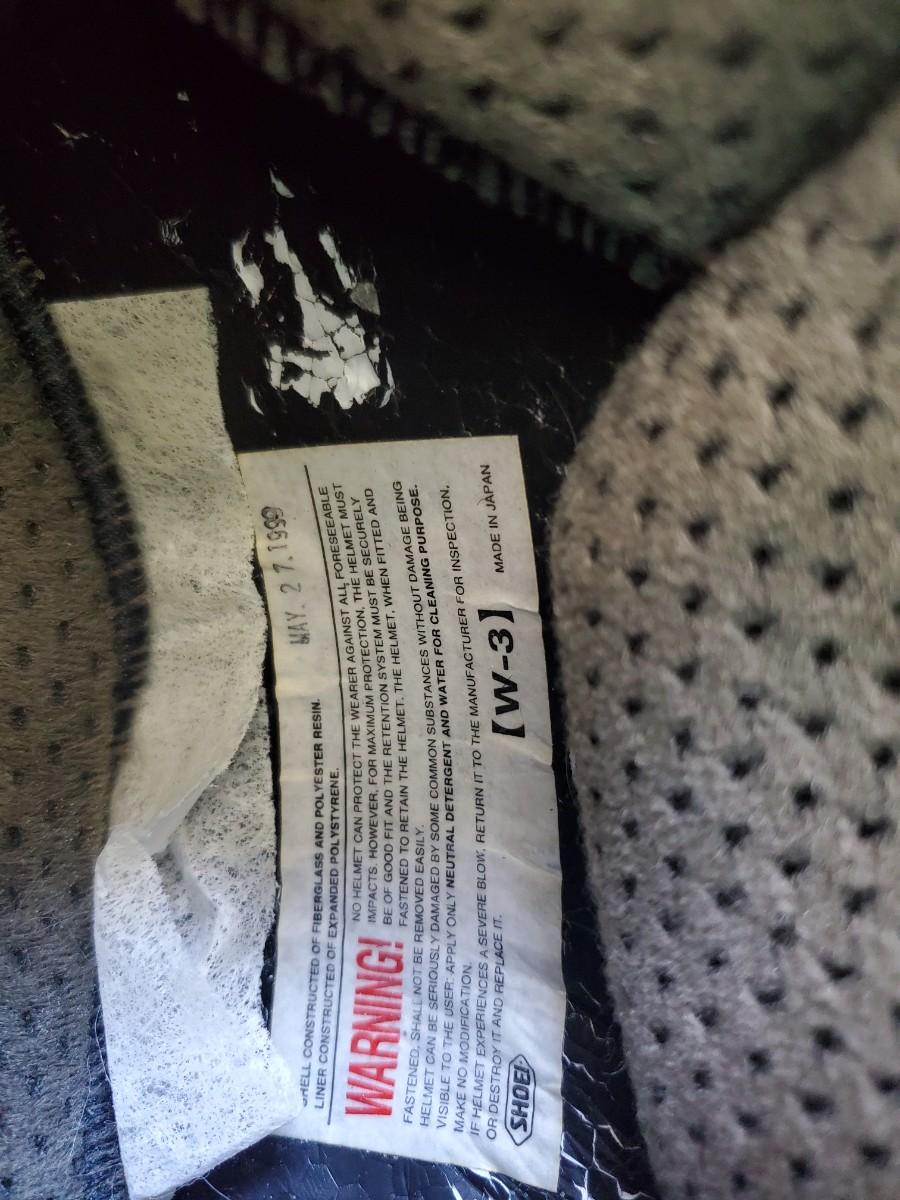 MAY. 27. 1999
SHELL CONSTRUCTED OF FIBERGLASS AND POLYESTER RESIN.
LINER CONSTRUCTED OF EXPANDED POLYSTYRENE.
WARNING!
NO HELMET CAN PROTECT THE WEARER AGAINST ALL FORESEEABLE
IMPACTS. HOWEVER, FOR MAXIMUM PROTECTION, THE HELMET MUST
BE OF GOOD FIT AND THE RETENTION SYSTEM MUST BE SECURELY
FASTENED TO RETAIN THE HELMET. THE HELMET, WHEN FITTED AND
FASTENED, SHALL NOT BE REMOVED EASILY.
HELMET CAN BE SERIOUSLY DAMAGED BY SOME COMMON SUBSTANCES WITHOUT DAMAGE BEING
VISIBLE TO THE USER. APPLY ONLY NEUTRAL DETERGENT AND WATER FOR CLEANING PURPOSE.
MAKE NO MODIFICATION.
IF HELMET EXPERIENCES A SEVERE BLOW, RETURN IT TO THE MANUFACTURER FOR INSPECTION,
OR DESTROY IT AND REPLACE IT.
SHOEI
【W-3】
MADE IN JAPAN